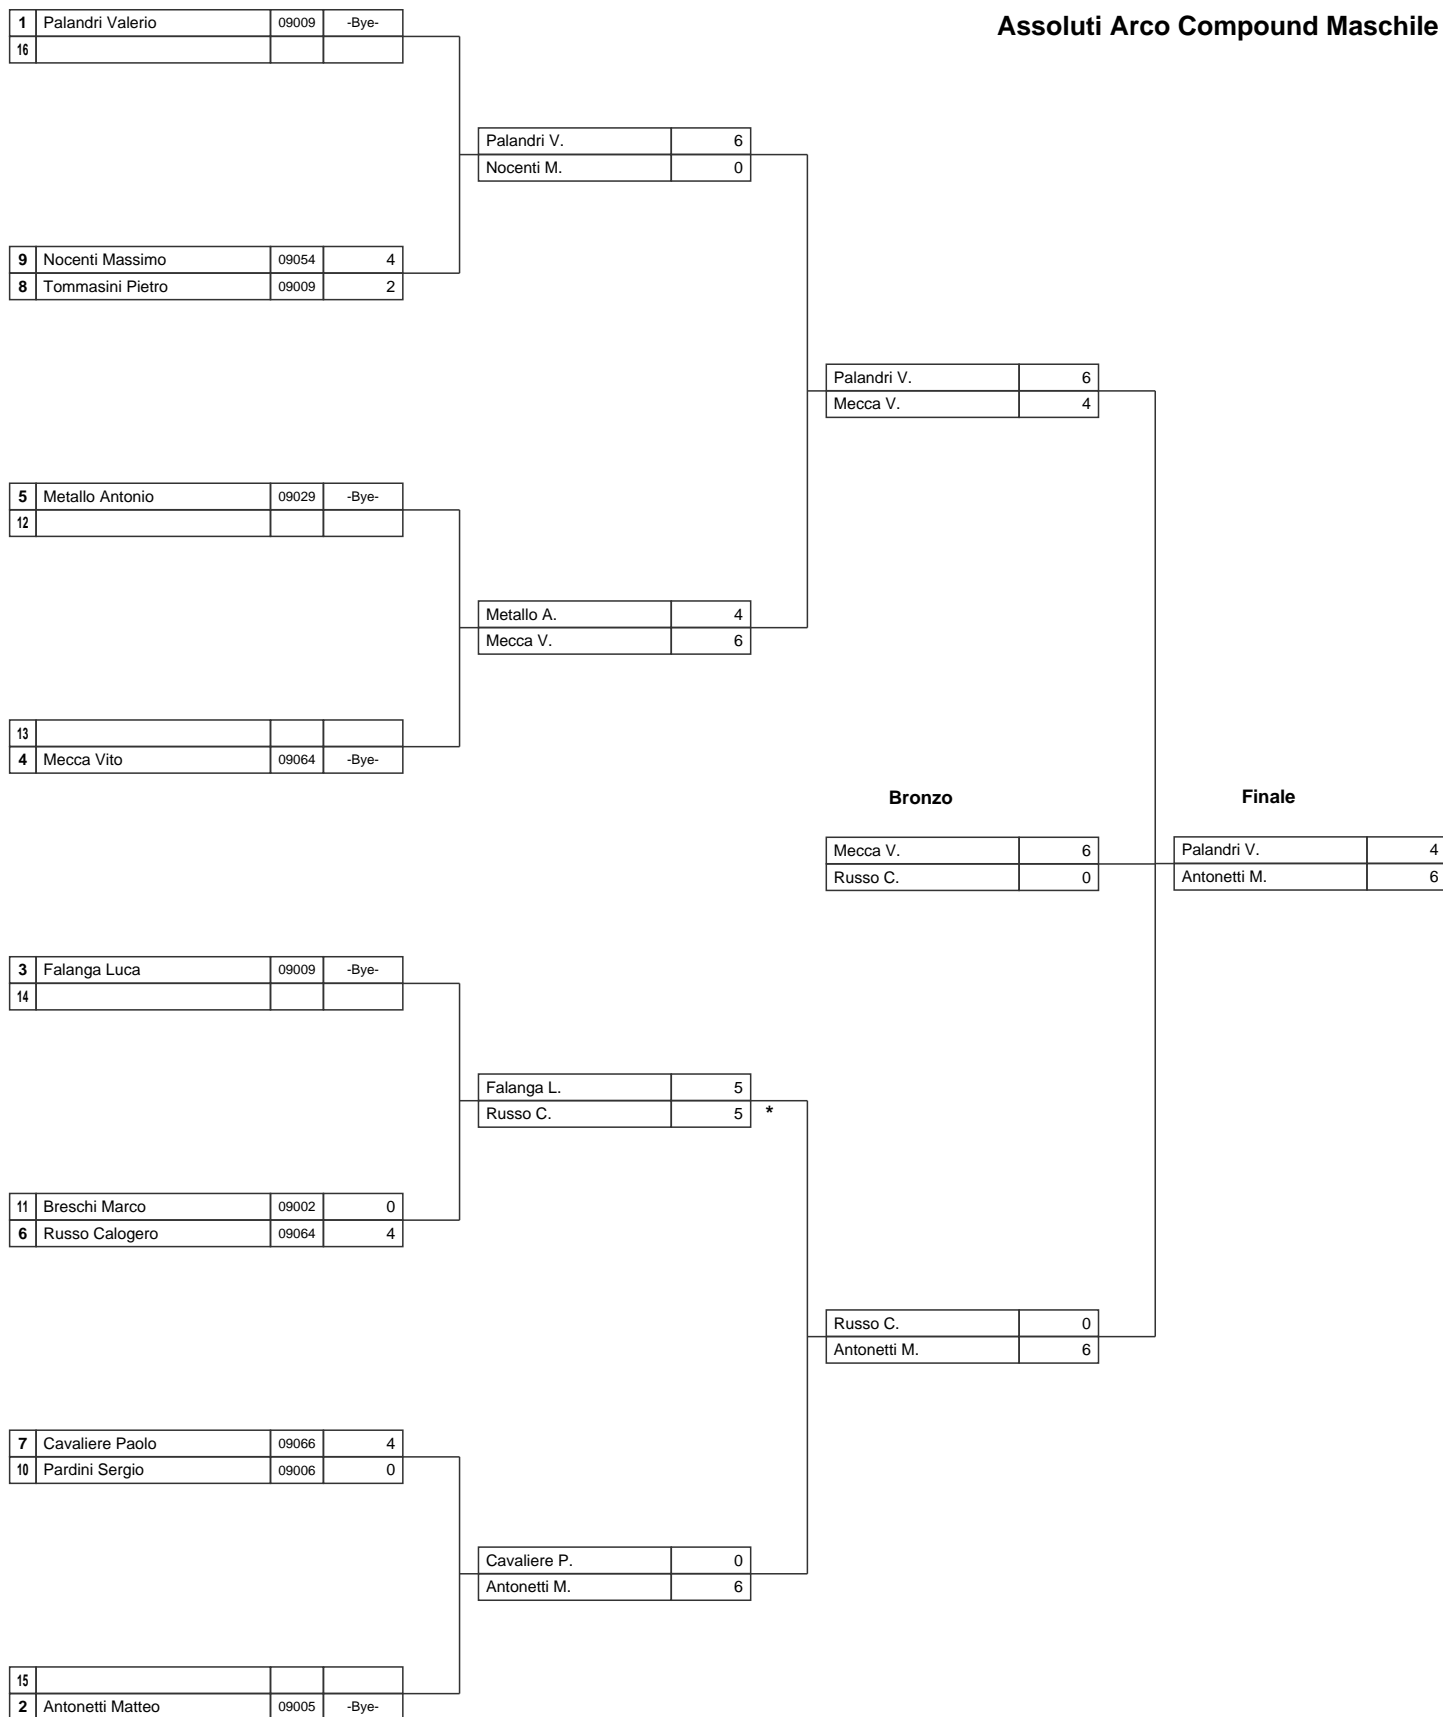 Assoluti Arco Compound Maschile
1 Palandri Valerio 09009 -Bye-
16
Palandri V. 6
Nocenti M. 0
9 Nocenti Massimo 09054 4
8 Tommasini Pietro 09009 2
Palandri V. 6
Mecca V. 4
5 Metallo Antonio 09029 -Bye-
12
Metallo A. 4
Mecca V. 6
13
4 Mecca Vito 09064 -Bye-
Bronzo Finale
Mecca V. 6 Palandri V. 4
Russo C. 0 Antonetti M. 6
3 Falanga Luca 09009 -Bye-
14
Falanga L. 5
Russo C. 5 *
11 Breschi Marco 09002 0
6 Russo Calogero 09064 4
Russo C. 0
Antonetti M. 6
7 Cavaliere Paolo 09066 4
10 Pardini Sergio 09006 0
Cavaliere P. 0
Antonetti M. 6
15
2 Antonetti Matteo 09005 -Bye-